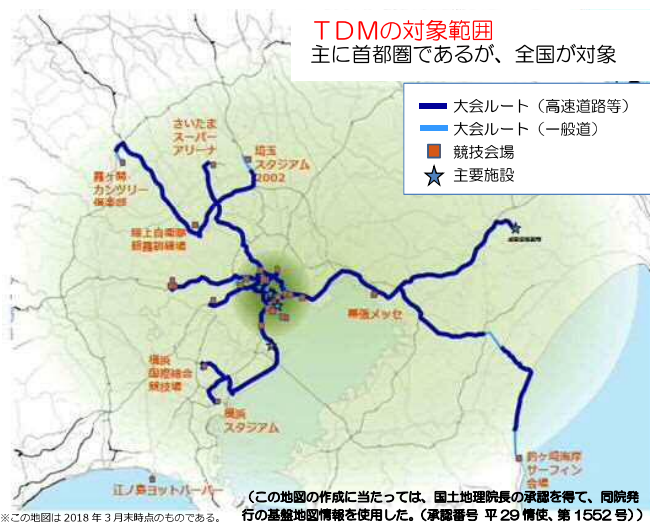 TDMの対象範囲
主に首都圏であるが、全国が対象
大会ルート（高速道路等）
大会ルート（一般道）
競技会場
主要施設
さいたま
スーパー
アリーナ
埼玉
スタジアム
2002
霞ヶ関
カンツリー
倶楽部
陸上自衛隊
朝霞訓練場
幕張メッセ
横浜
国際総合
競技場
横浜
スタジアム
釣ヶ崎海岸
サーフィン
会場
江ノ島ヨットハーバー
（この地図の作成に当たっては、国土地理院長の承認を得て、同院発
行の基盤地図情報を使用した。（承認番号 平29情使、第1552号））
※この地図は2018年3月末時点のものである。